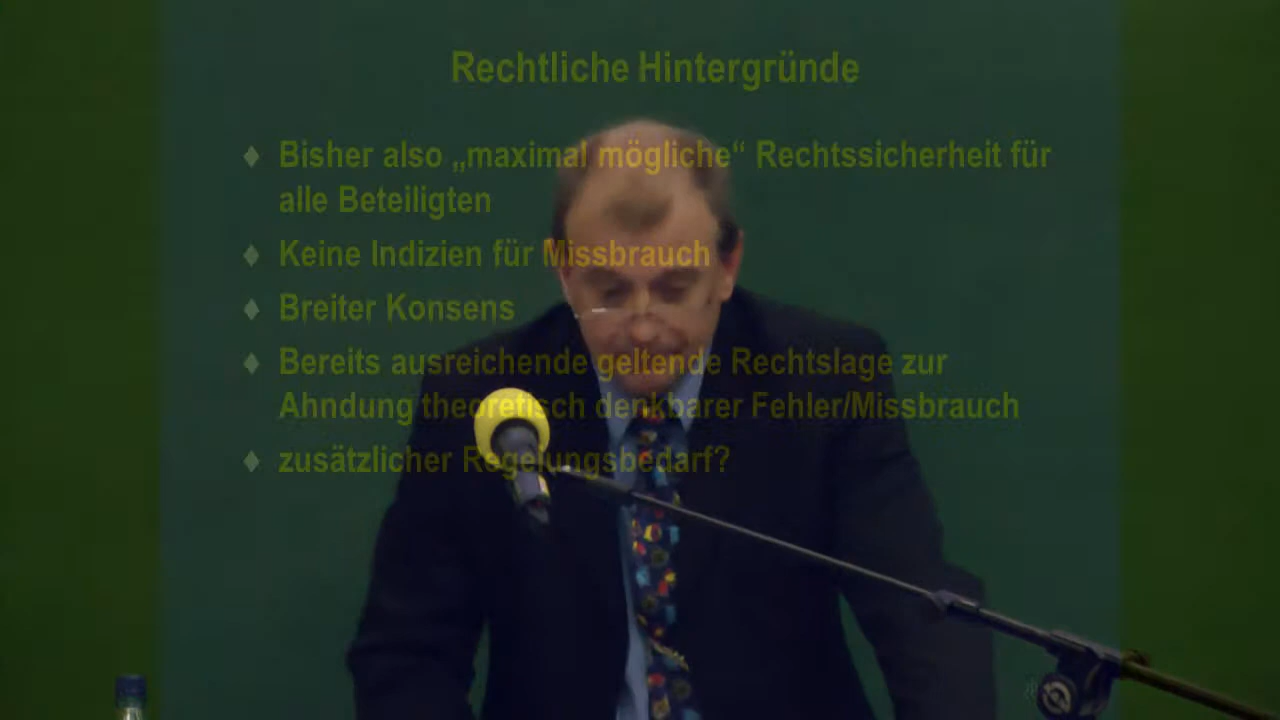 Rechtliche Hintergründe
♦ Bisher also „maximal mögliche“ Rechtssicherheit für
alle Beteiligten
♦ Keine Indizien für Missbrauch
♦ Breiter Konsens
♦ Bereits ausreichende geltende Rechtslage zur
Ahndung theoretisch denkbarer Fehler/Missbrauch
♦ zusätzlicher Regelungsbedarf?